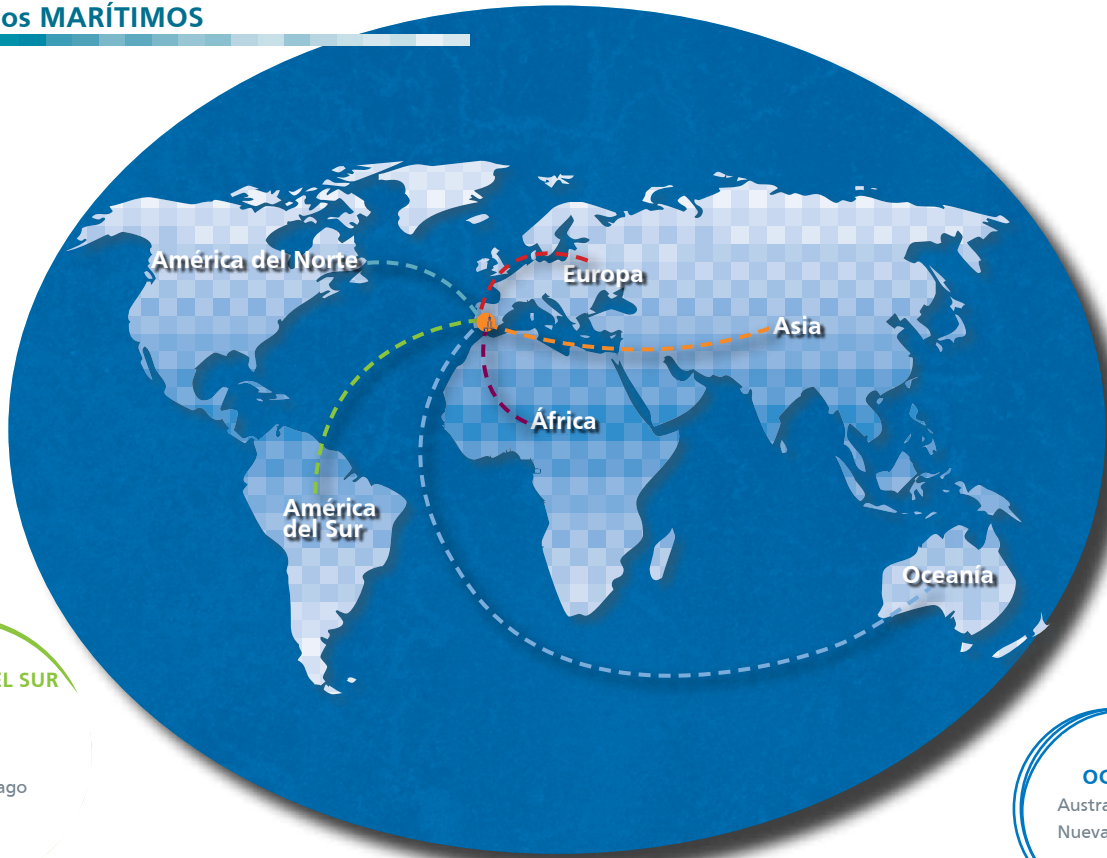 os MARÍTIMOS
América del Norte
Europa
Asia
África
América
del Sur
Oceanía
EL SUR
ago
OC
Austra
Nueva